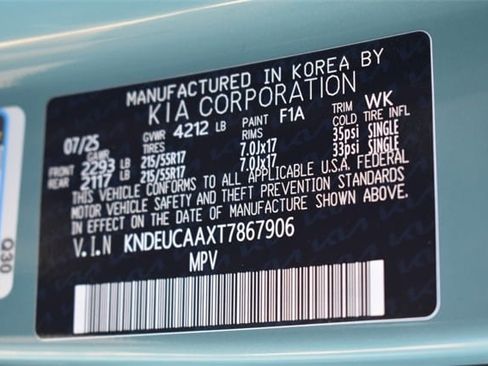 MANUFACTURED IN KOREA BY
KIA CORPORATION
07/25 GVWR 4212 LB PAINT F1A TRIM WK
GAWR TIRES RIMS COLD TIRE INFL
FRONT 2293 LB 215/55R17 7.0Jx17 35psi SINGLE
REAR 2117 LB 215/55R17 7.0Jx17 33psi SINGLE
THIS VEHICLE CONFORMS TO ALL APPLICABLE U.S.A. FEDERAL
MOTOR VEHICLE SAFETY AND THEFT PREVENTION STANDARDS
IN EFFECT ON THE DATE OF MANUFACTURE SHOWN ABOVE.
V.I.N KNDEUCAAXT7867906
MPV
Q30